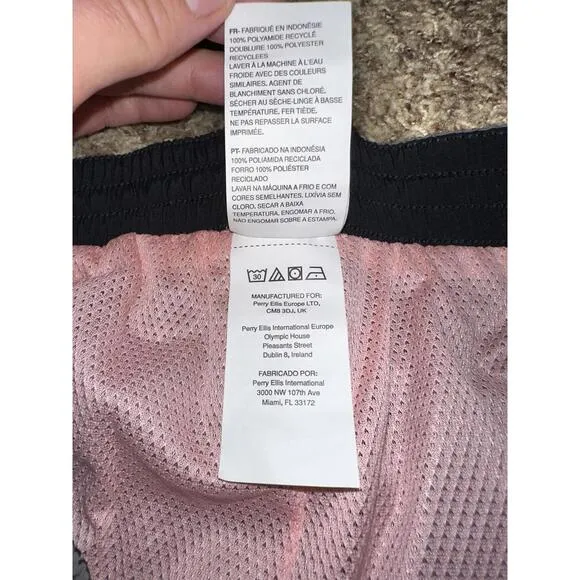 FR- FABRIQUÉ EN INDONÉSIE
100% POLYAMIDE RECYCLÉ
DOUBLURE 100% POLYESTER
RECYCLEES
LAVER À LA MACHINE À L'EAU
FROIDE AVEC DES COULEURS
SIMILAIRES. AGENT DE
BLANCHIMENT SANS CHLORÉ.
SÉCHER AU SÈCHE-LINGE À BASSE
TEMPÉRATURE. FER TIÈDE.
NE PAS REPASSER LA SURFACE
IMPRIMÉE.
PT- FABRICADO NA INDONÉSIA
100% POLIAMIDA RECICLADA
FORRO 100% POLIÉSTER
RECICLADO
LAVAR NA MÁQUINA A FRIO E COM
CORES SEMELHANTES. LIXÍVIA SEM
CLORO. SECAR A BAIXA
TEMPERATURA. ENGOMAR A FRIO.
NÃO ENGOMAR SOBRE A ESTAMPA.
30
MANUFACTURED FOR:
Perry Ellis Europe LTD,
CM8 3DJ, UK
Perry Ellis International Europe
Olympic House
Pleasants Street
Dublin 8, Ireland
FABRICADO POR:
Perry Ellis International
3000 NW 107th Ave
Miami, FL 33172